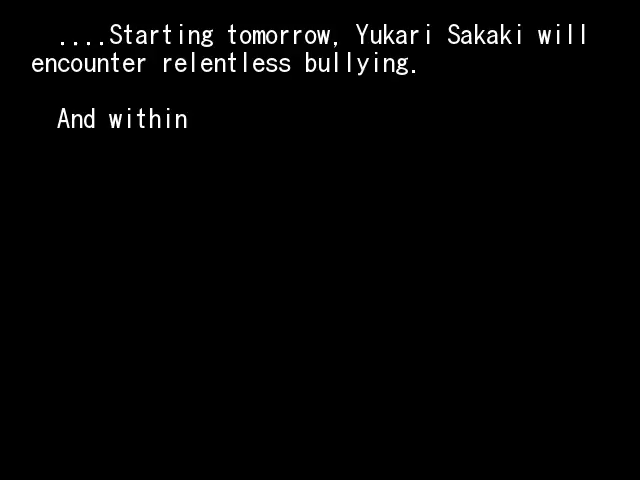 ....Starting tomorrow, Yukari Sakaki will
encounter relentless bullying.
And within